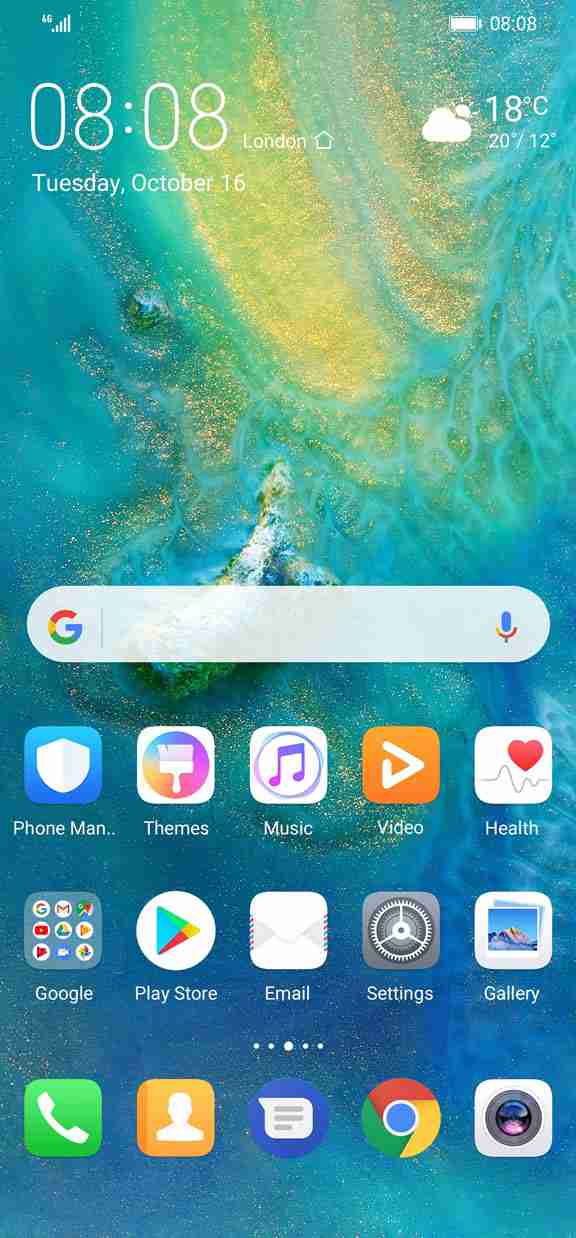 4G 08:08
08:08 London 18°C
20°/ 12°
Tuesday, October 16
Phone Man.. Themes Music Video Health
Google Play Store Email Settings Gallery